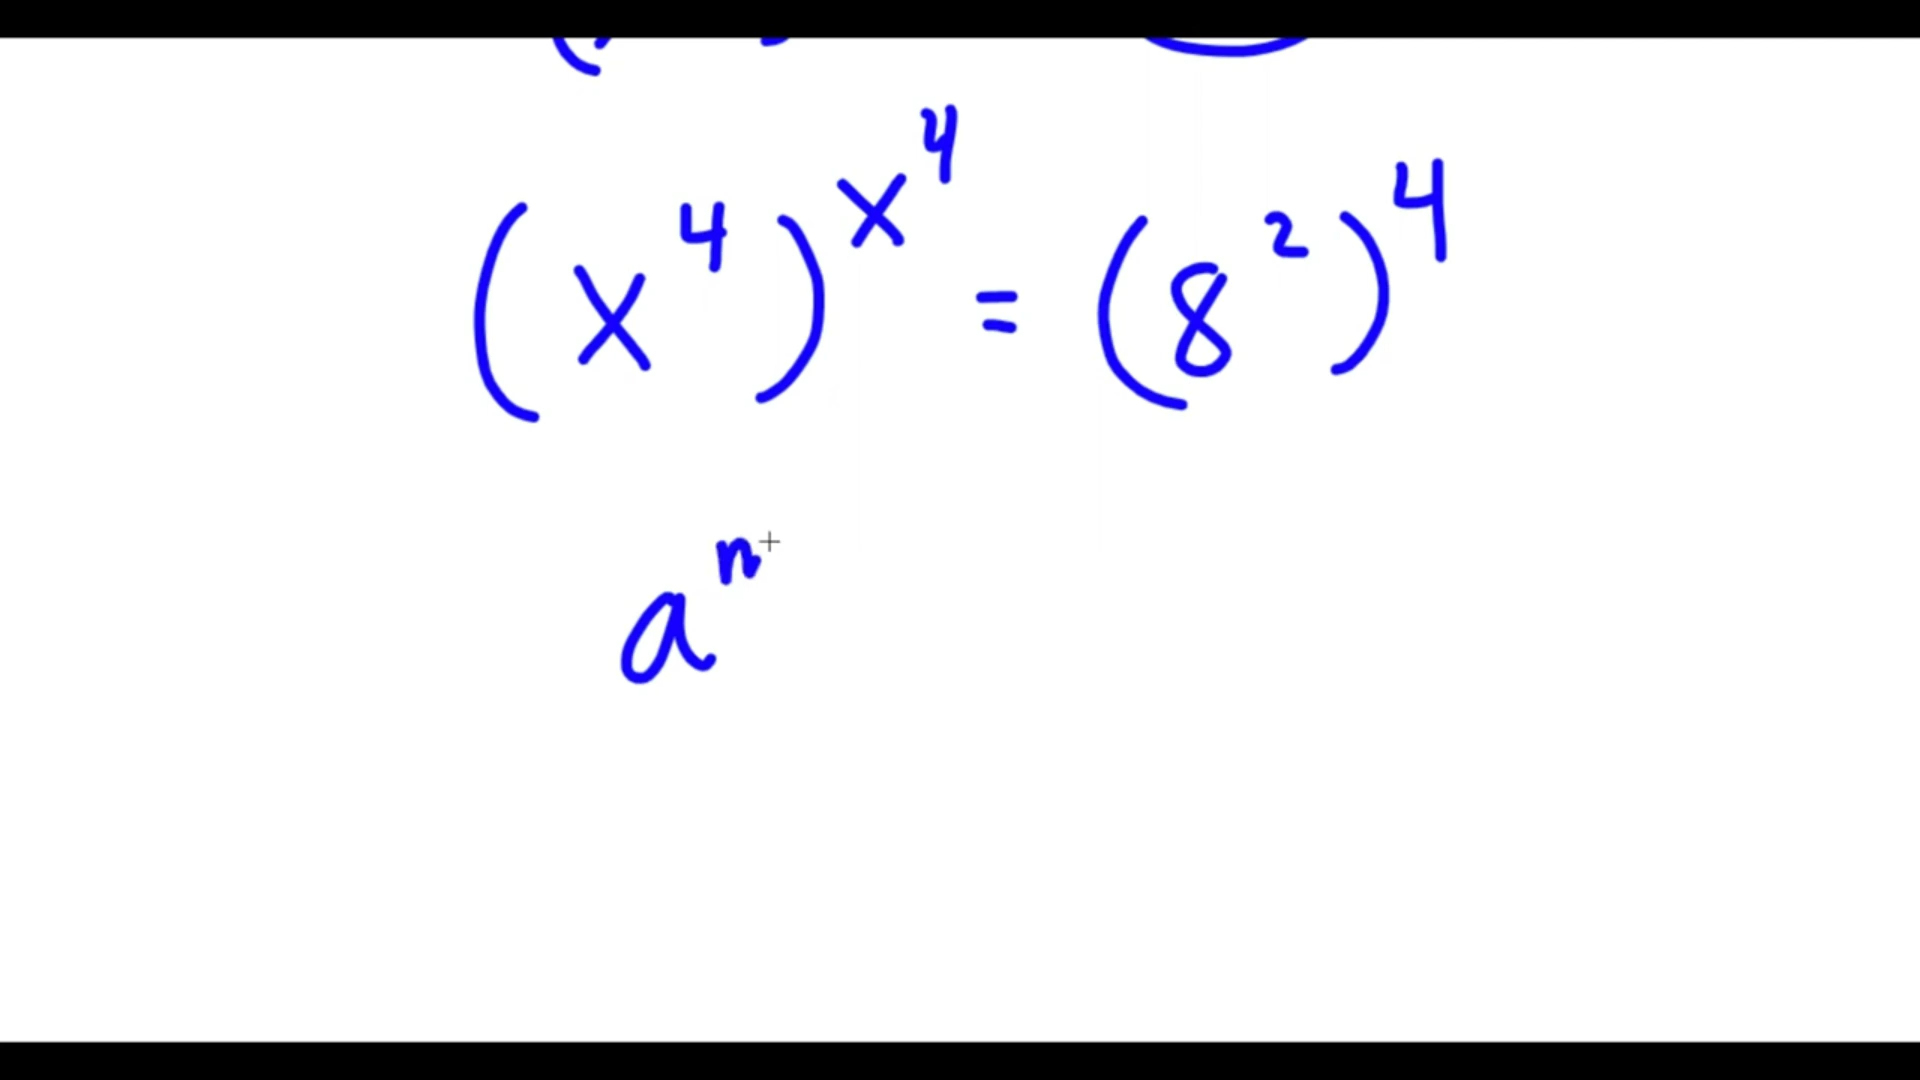 (x⁴)^x⁴ = (8²)⁴
aⁿ